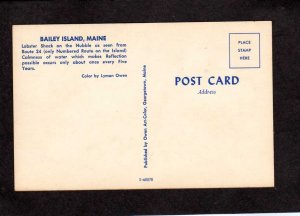 BAILEY ISLAND, MAINE
Lobster Shack on the Nubble as seen from
Route 24 (only Numbered Route on the Island)
Calmness of water which makes Reflection
possible occurs only about once every Five
Years.
Color by Lyman Owen
Published by Owen Art-Color, Georgetown, Maine
PLACE
STAMP
HERE
POST CARD
Address